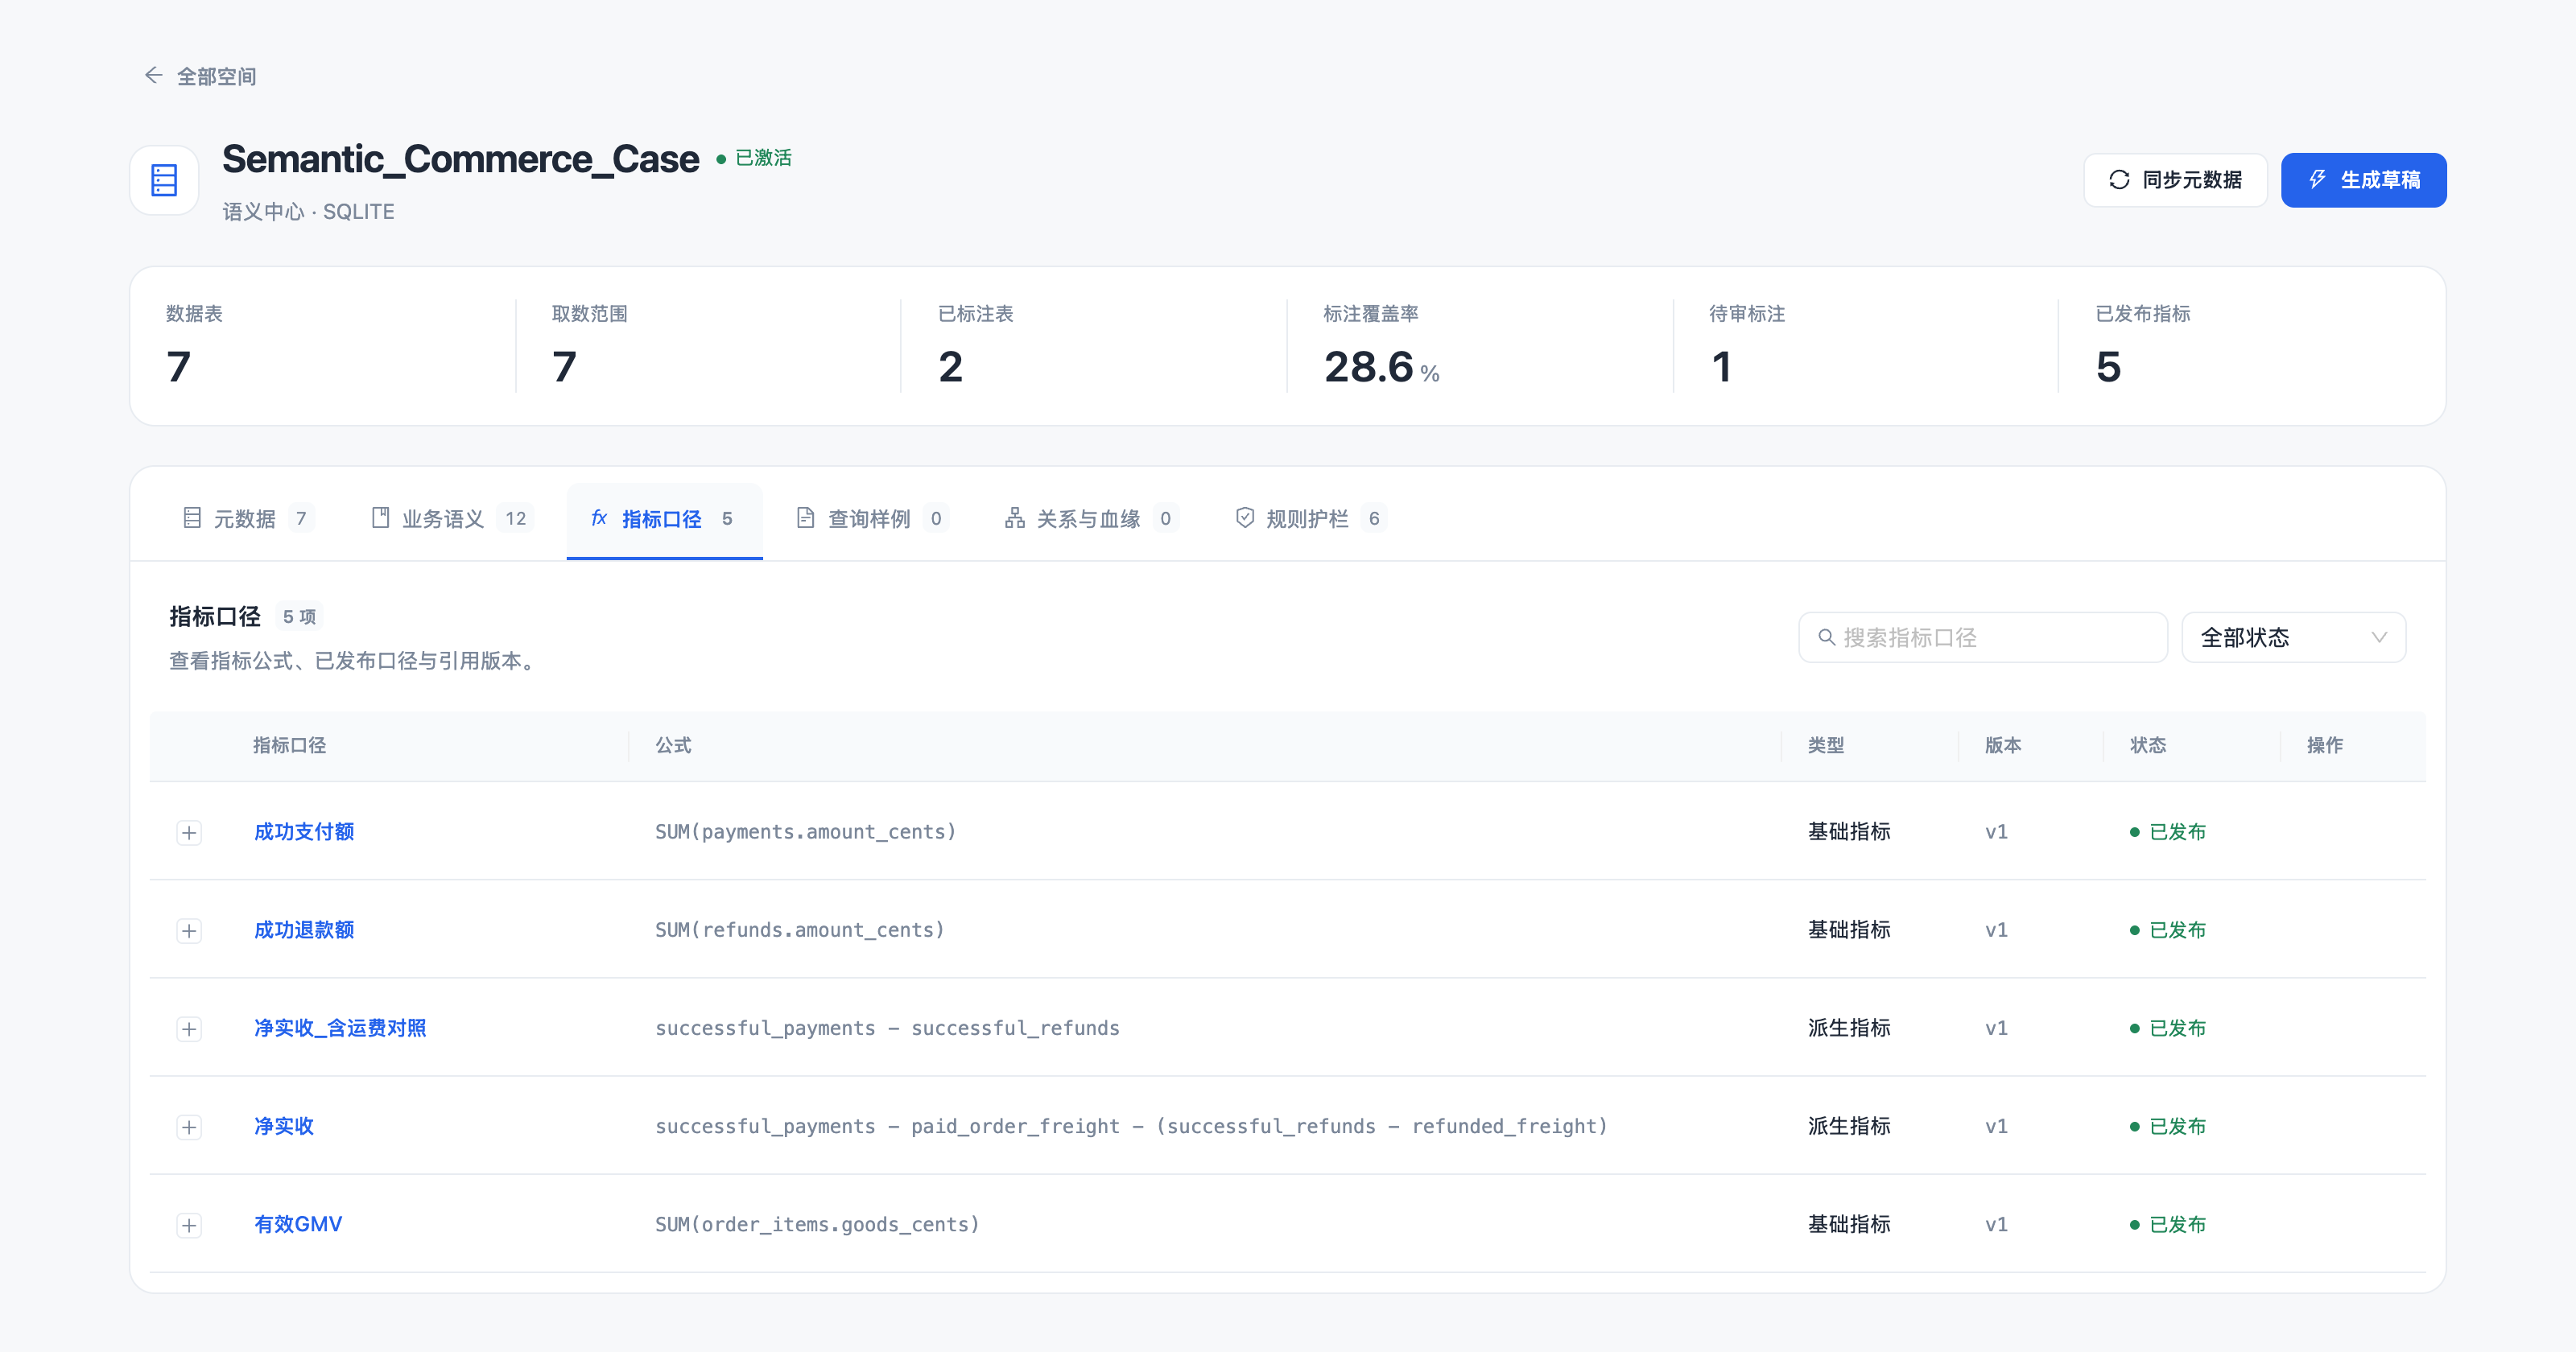 全部空间
Semantic_Commerce_Case 已激活
语义中心 · SQLITE
同步元数据 生成草稿
数据表 取数范围 已标注表 标注覆盖率 待审标注 已发布指标
7 7 2 28.6 % 1 5
元数据 7 业务语义 12 fx 指标口径 5 查询样例 0 关系与血缘 0 规则护栏 6
指标口径 5 项
查看指标公式、已发布口径与引用版本。
搜索指标口径 全部状态
指标口径 公式 类型 版本 状态 操作
成功支付额 SUM(payments.amount_cents) 基础指标 v1 已发布
成功退款额 SUM(refunds.amount_cents) 基础指标 v1 已发布
净实收_含运费对照 successful_payments − successful_refunds 派生指标 v1 已发布
净实收 successful_payments − paid_order_freight − (successful_refunds − refunded_freight) 派生指标 v1 已发布
有效GMV SUM(order_items.goods_cents) 基础指标 v1 已发布